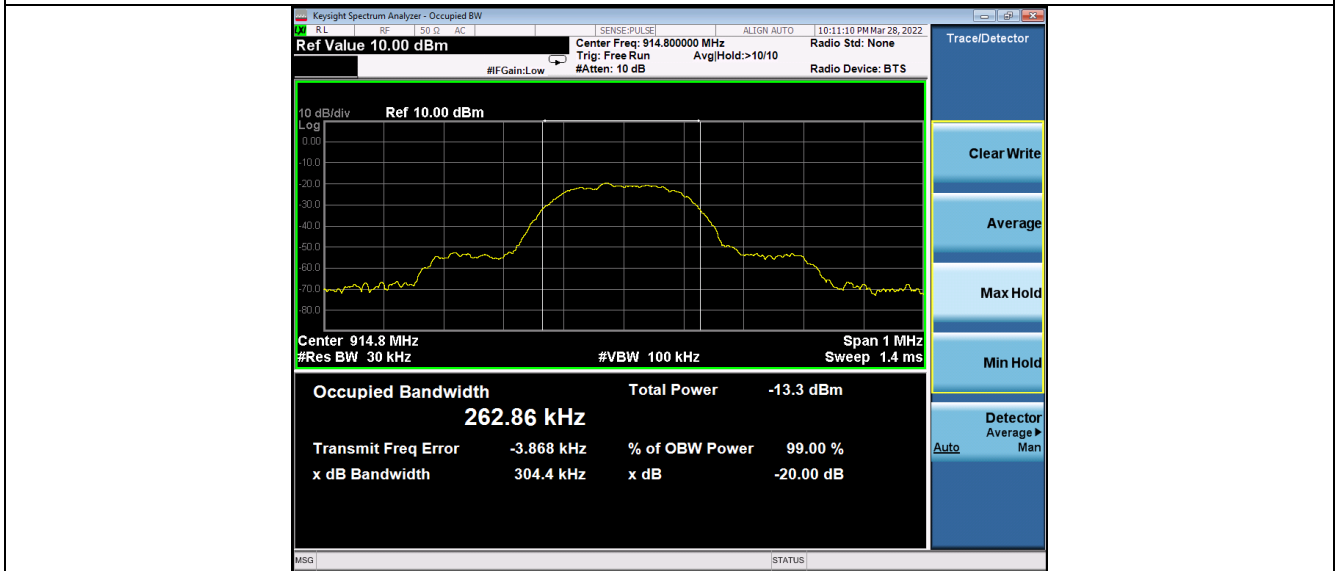 Keysight Spectrum Analyzer - Occupied BW
LXI RL RF 50 Ω AC SENSE:PULSE ALIGN AUTO 10:11:10 PM Mar 28, 2022
Ref Value 10.00 dBm
Center Freq: 914.800000 MHz Radio Std: None
Trig: Free Run Avg|Hold:>10/10
#IFGain:Low #Atten: 10 dB Radio Device: BTS
10 dB/div Ref 10.00 dBm
Log
0.00
-10.0
-20.0
-30.0
-40.0
-50.0
-60.0
-70.0
-80.0
Center 914.8 MHz Span 1 MHz
#Res BW 30 kHz #VBW 100 kHz Sweep 1.4 ms
Occupied Bandwidth Total Power -13.3 dBm
262.86 kHz
Transmit Freq Error -3.868 kHz % of OBW Power 99.00 %
x dB Bandwidth 304.4 kHz x dB -20.00 dB
MSG STATUS
Trace/Detector
Clear Write
Average
Max Hold
Min Hold
Detector
Average
Auto Man